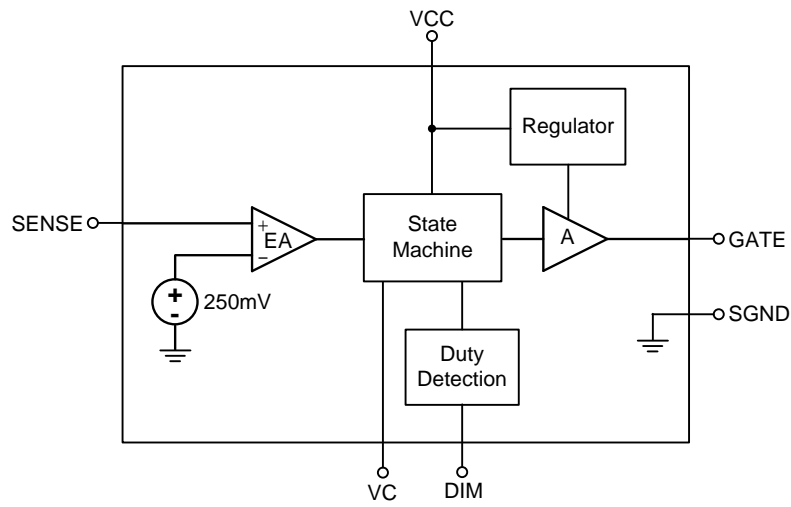 VCC
Regulator
SENSE
+
EA
−
State
Machine
A
GATE
+
-
250mV
SGND
Duty
Detection
VC
DIM